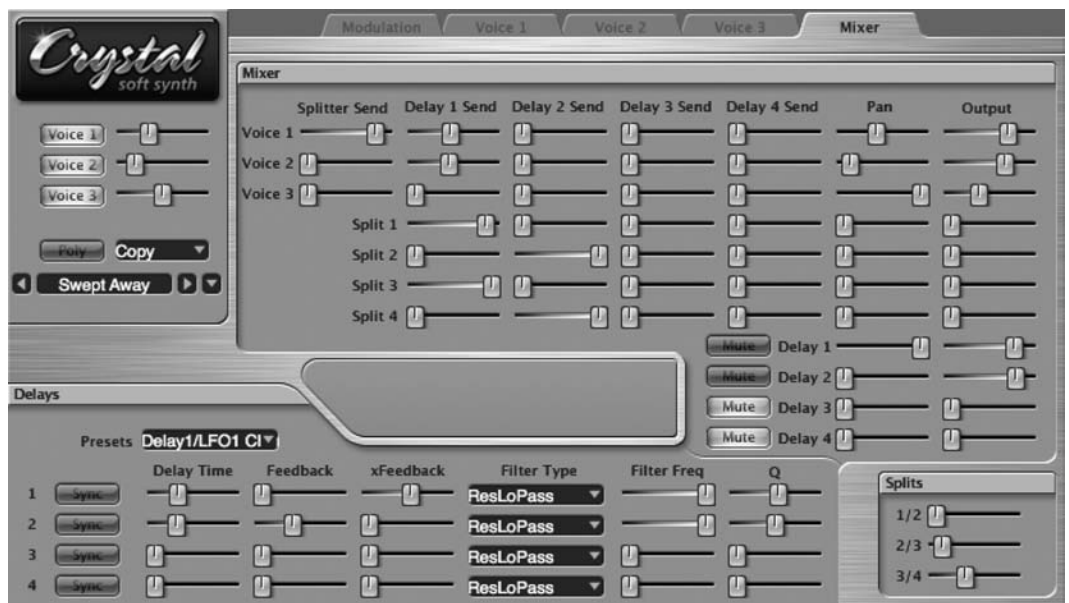 Crystal
soft synth
Modulation Voice 1 Voice 2 Voice 3 Mixer
Mixer
Splitter Send Delay 1 Send Delay 2 Send Delay 3 Send Delay 4 Send Pan Output
Voice 1
Voice 2
Voice 3
Split 1
Split 2
Split 3
Split 4
Mute Delay 1
Mute Delay 2
Mute Delay 3
Mute Delay 4
Voice 1
Voice 2
Voice 3
Poly Copy
Swept Away
Delays
Presets Delay1/LFO1 Cl
Delay Time Feedback xFeedback Filter Type Filter Freq Q
1 Sync ResLoPass
2 Sync ResLoPass
3 Sync ResLoPass
4 Sync ResLoPass
Splits
1/2
2/3
3/4